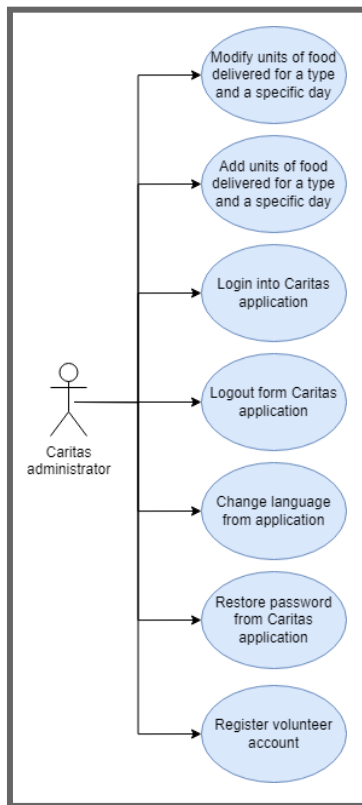 Modify units of food
delivered for a type
and a specific day
Add units of food
delivered for a type
and a specific day
Login into Caritas
application
Logout form Caritas
application
Caritas
administrator
Change language
from application
Restore password
from Caritas
application
Register volunteer
account